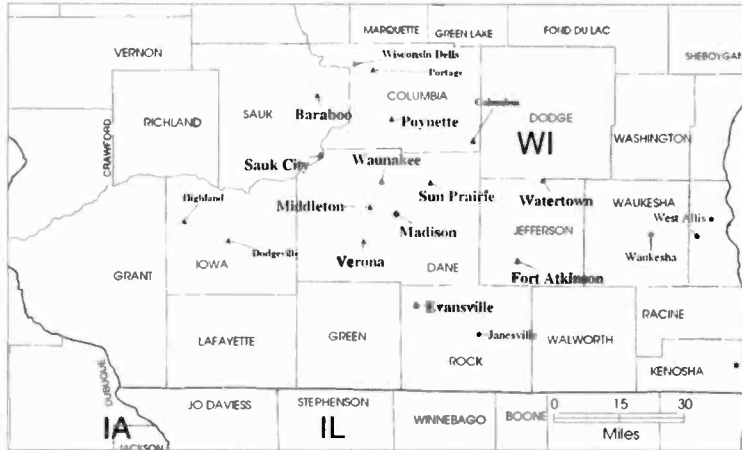 MARQUETTE
GREEN LAKE
FOND DU LAC
SHEBOYGAN
VERNON
Wisconsin Dells
Portage
COLUMBIA
Columbus
DODGE
RICHLAND
SAUK
Baraboo
Poynette
WI
WASHINGTON
CRAWFORD
Sauk City
Waunakee
Highland
Sun Prairie
Watertown
WAUKESHA
Middleton
West Allis
Madison
JEFFERSON
Dodgeville
Waukesha
GRANT
IOWA
Verona
DANE
Fort Atkinson
Evansville
RACINE
LAFAYETTE
GREEN
Janesville
WALWORTH
ROCK
KENOSHA
DUBUQUE
JO DAVIESS
STEPHENSON
WINNEBAGO
BOONE
0 15 30
Miles
IA
IL
JACKSON